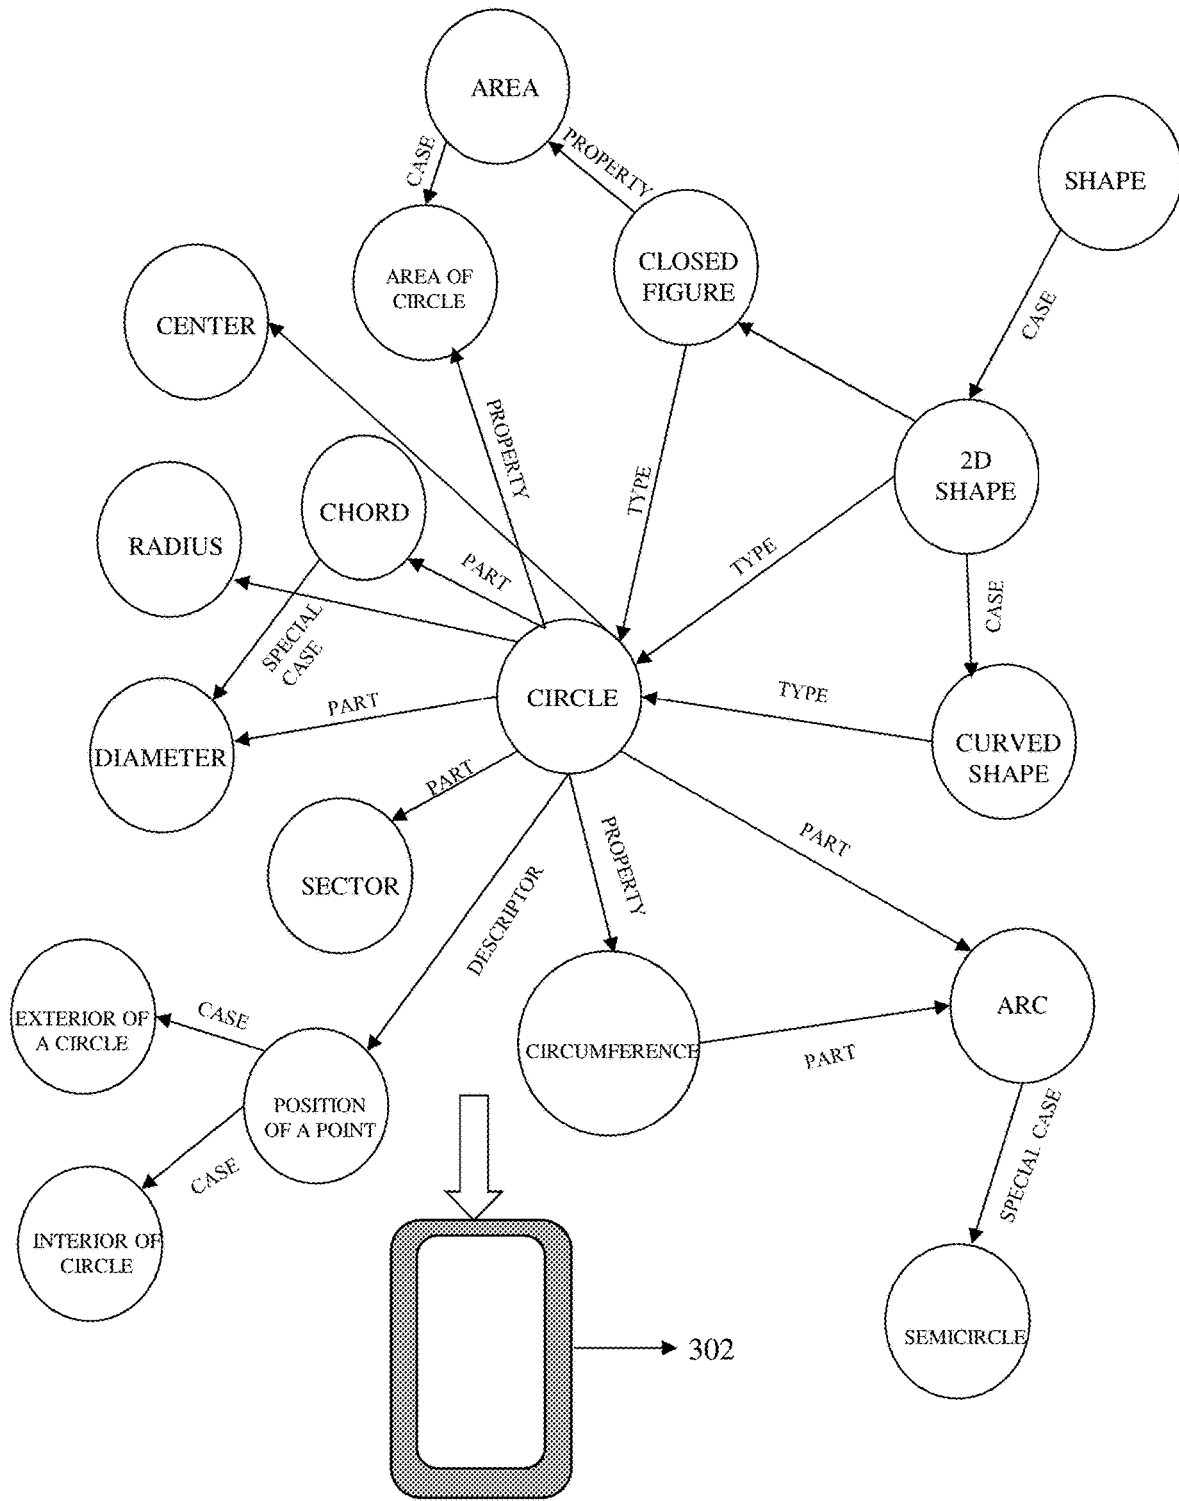 AREA
PROPERTY
CASE
SHAPE
CLOSED
FIGURE
AREA OF
CIRCLE
CENTER
CASE
PROPERTY
2D
SHAPE
CHORD
RADIUS
TYPE
TYPE
PART
CASE
SPECIAL
CASE
CIRCLE
TYPE
PART
DIAMETER
CURVED
SHAPE
PART
PART
PROPERTY
SECTOR
DESCRIPTOR
ARC
EXTERIOR OF
A CIRCLE
CASE
CIRCUMFERENCE
PART
POSITION
OF A POINT
SPECIAL CASE
CASE
INTERIOR OF
CIRCLE
SEMICIRCLE
302